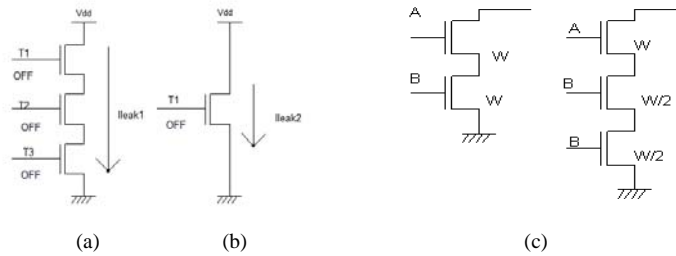 Vdd
T1
OFF
T2
OFF
T3
OFF
Ileak1
Vdd
T1
OFF
Ileak2
A
W
B
W
A
W
B
W/2
B
W/2
(a)
(b)
(c)